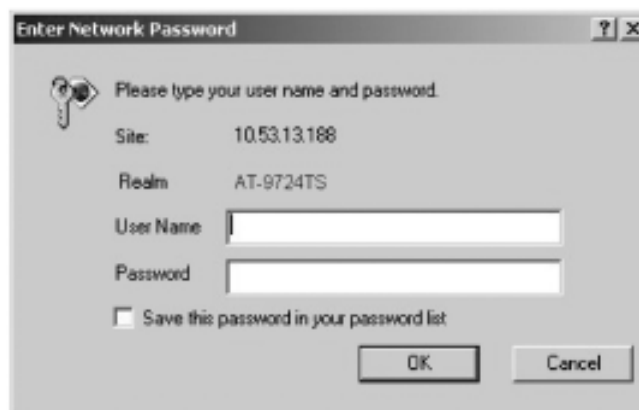 Enter Network Password
Please type your user name and password.
Site: 10.53.13.188
Realm AT-9724TS
User Name
Password
Save this password in your password list
OK Cancel